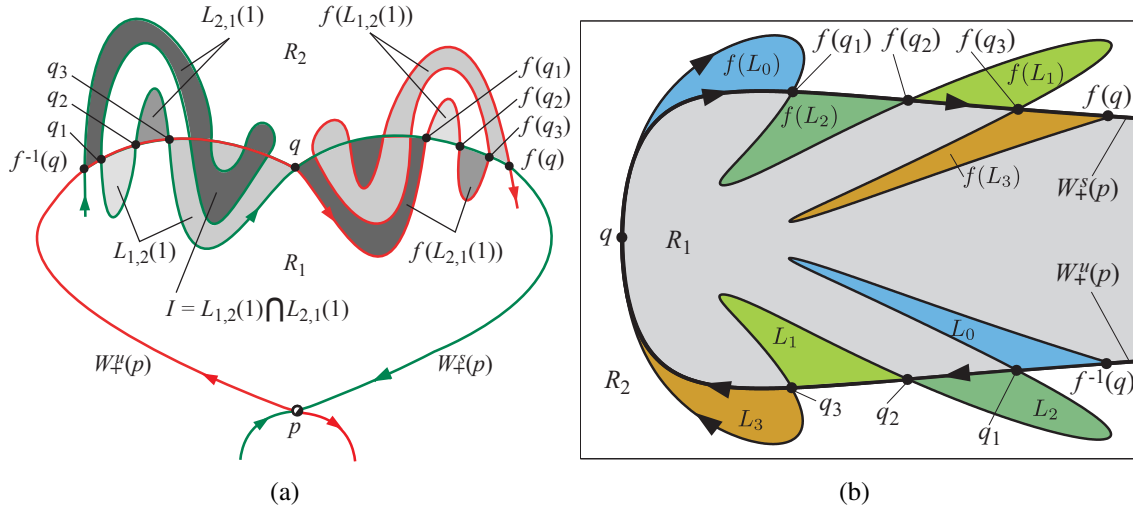 L2,1(1)
f(L1,2(1))
R2
q3
q2
q1
f-1(q)
q
f(q1)
f(q2)
f(q3)
f(q)
L1,2(1)
R1
f(L2,1(1))
I = L1,2(1)⋂L2,1(1)
Wu+(p)
Ws+(p)
p
(a)
f(q1)
f(q2)
f(q3)
f(L0)
f(L1)
f(q)
f(L2)
f(L3)
Ws+(p)
q
R1
Wu+(p)
L1
L0
R2
f-1(q)
q3
q2
q1
L3
L2
(b)